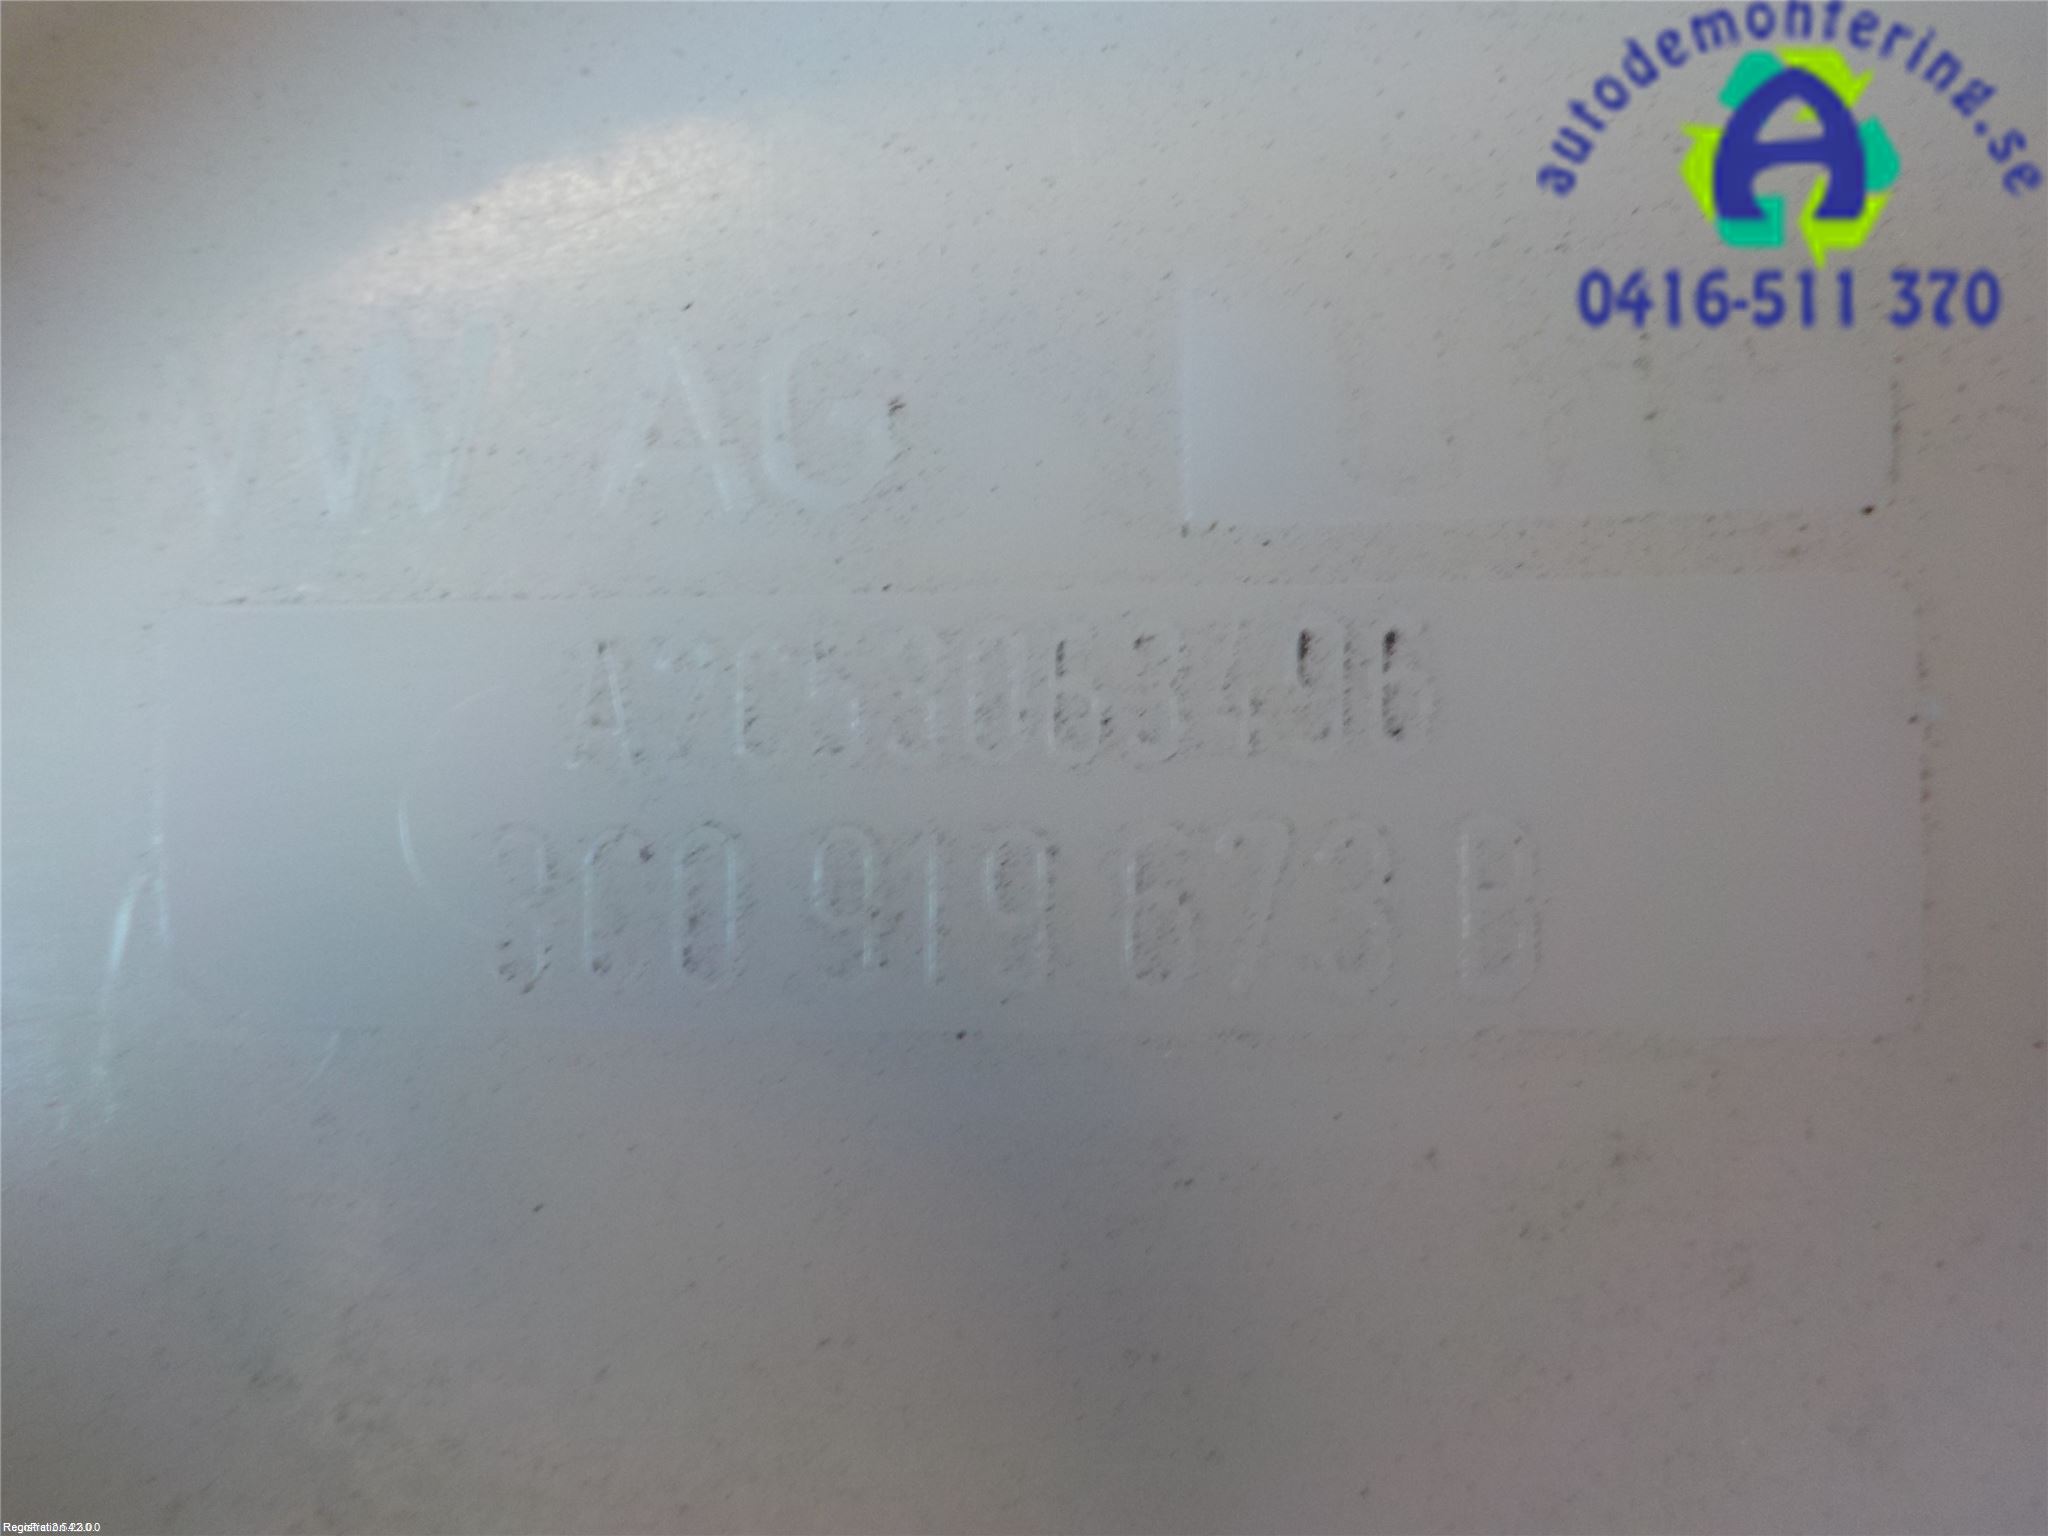 autodemontering.se
A
0416-511 370
VW AG
A2C53063496
3C0 919 673 B